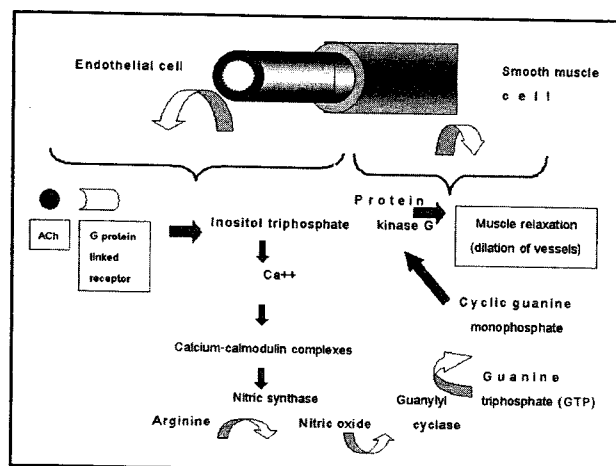 Endothelial cell
Smooth muscle
cell
ACh
G protein
linked
receptor
Inositol triphosphate
Protein
kinase G
Muscle relaxation
(dilation of vessels)
Ca++
Cyclic guanine
monophosphate
Calcium-calmodulin complexes
Nitric synthase
Arginine
Nitric oxide
Guanylyl
cyclase
Guanine
triphosphate (GTP)